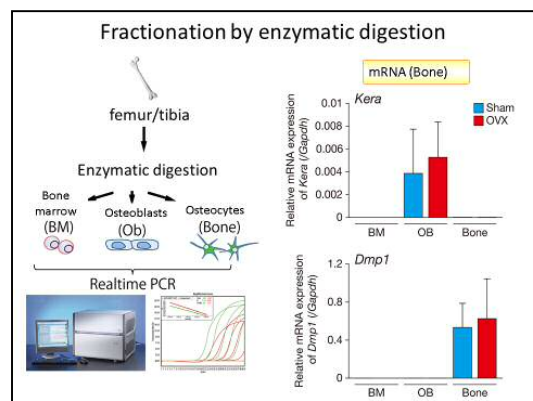 Fractionation by enzymatic digestion
femur/tibia
Enzymatic digestion
Bone
marrow
(BM)
Osteoblasts
(Ob)
Osteocytes
(Bone)
Realtime PCR
mRNA (Bone)
Kera
Sham
OVX
Relative mRNA expression
of Kera (/Gapdh)
0.01
0.008
0.006
0.004
0.002
0
BM
OB
Bone
Dmp1
Relative mRNA expression
of Dmp1 (/Gapdh)
1.2
0.8
0.4
0
BM
OB
Bone